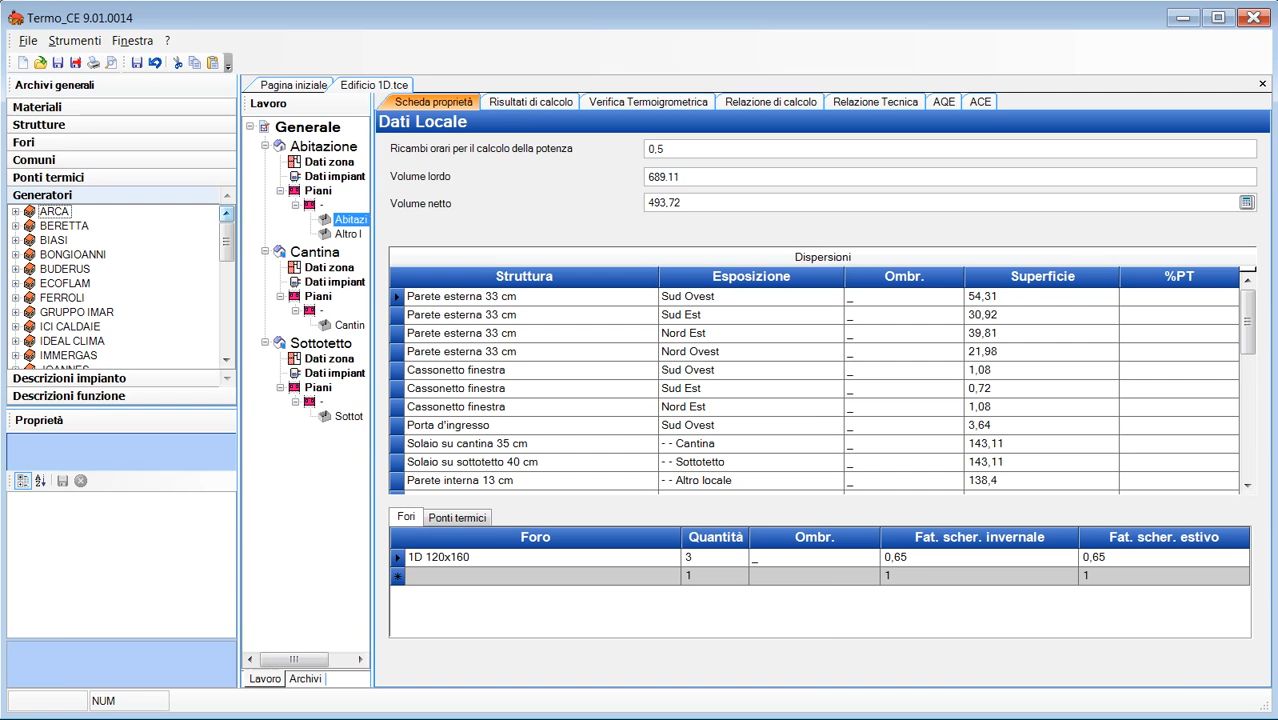 Termo_CE 9.01.0014
File Strumenti Finestra ?
Archivi generali
Materiali
Strutture
Fori
Comuni
Ponti termici
Generatori
ARCA
BERETTA
BIASI
BONGIOANNI
BUDERUS
ECOFLAM
FERROLI
GRUPPO IMAR
ICI CALDAIE
IDEAL CLIMA
IMMERGAS
Descrizioni impianto
Descrizioni funzione
Proprietà
NUM
Pagina iniziale Edificio 1D.tce
Lavoro
Generale
Abitazione
Dati zona
Dati impiant
Piani
-
Abitazi
Altro l
Cantina
Dati zona
Dati impiant
Piani
-
Cantin
Sottotetto
Dati zona
Dati impiant
Piani
-
Sottot
Lavoro Archivi
Scheda proprietà Risultati di calcolo Verifica Termoigrometrica Relazione di calcolo Relazione Tecnica AQE ACE
Dati Locale
Ricambi orari per il calcolo della potenza 0,5
Volume lordo 689.11
Volume netto 493,72
Dispersioni
Struttura Esposizione Ombr. Superficie %PT
Parete esterna 33 cm Sud Ovest _ 54,31
Parete esterna 33 cm Sud Est _ 30,92
Parete esterna 33 cm Nord Est _ 39,81
Parete esterna 33 cm Nord Ovest _ 21,98
Cassonetto finestra Sud Ovest _ 1,08
Cassonetto finestra Sud Est _ 0,72
Cassonetto finestra Nord Est _ 1,08
Porta d'ingresso Sud Ovest _ 3,64
Solaio su cantina 35 cm - - Cantina _ 143,11
Solaio su sottotetto 40 cm - - Sottotetto _ 143,11
Parete interna 13 cm - - Altro locale _ 138,4
Fori Ponti termici
Foro Quantità Ombr. Fat. scher. invernale Fat. scher. estivo
1D 120x160 3 _ 0,65 0,65
1 1 1